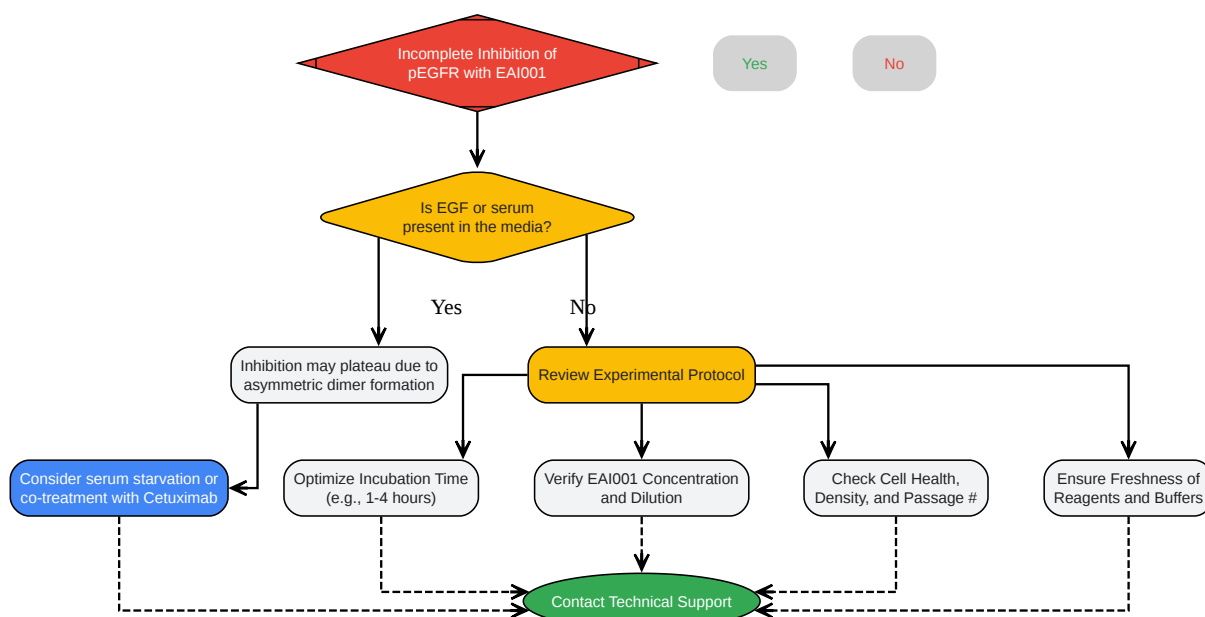 Incomplete Inhibition of
pEGFR with EAI001
Yes
No
Is EGF or serum
present in the media?
Yes
No
Inhibition may plateau due to
asymmetric dimer formation
Review Experimental Protocol
Consider serum starvation or
co-treatment with Cetuximab
Optimize Incubation Time
(e.g., 1-4 hours)
Verify EAI001 Concentration
and Dilution
Check Cell Health,
Density, and Passage #
Ensure Freshness of
Reagents and Buffers
Contact Technical Support